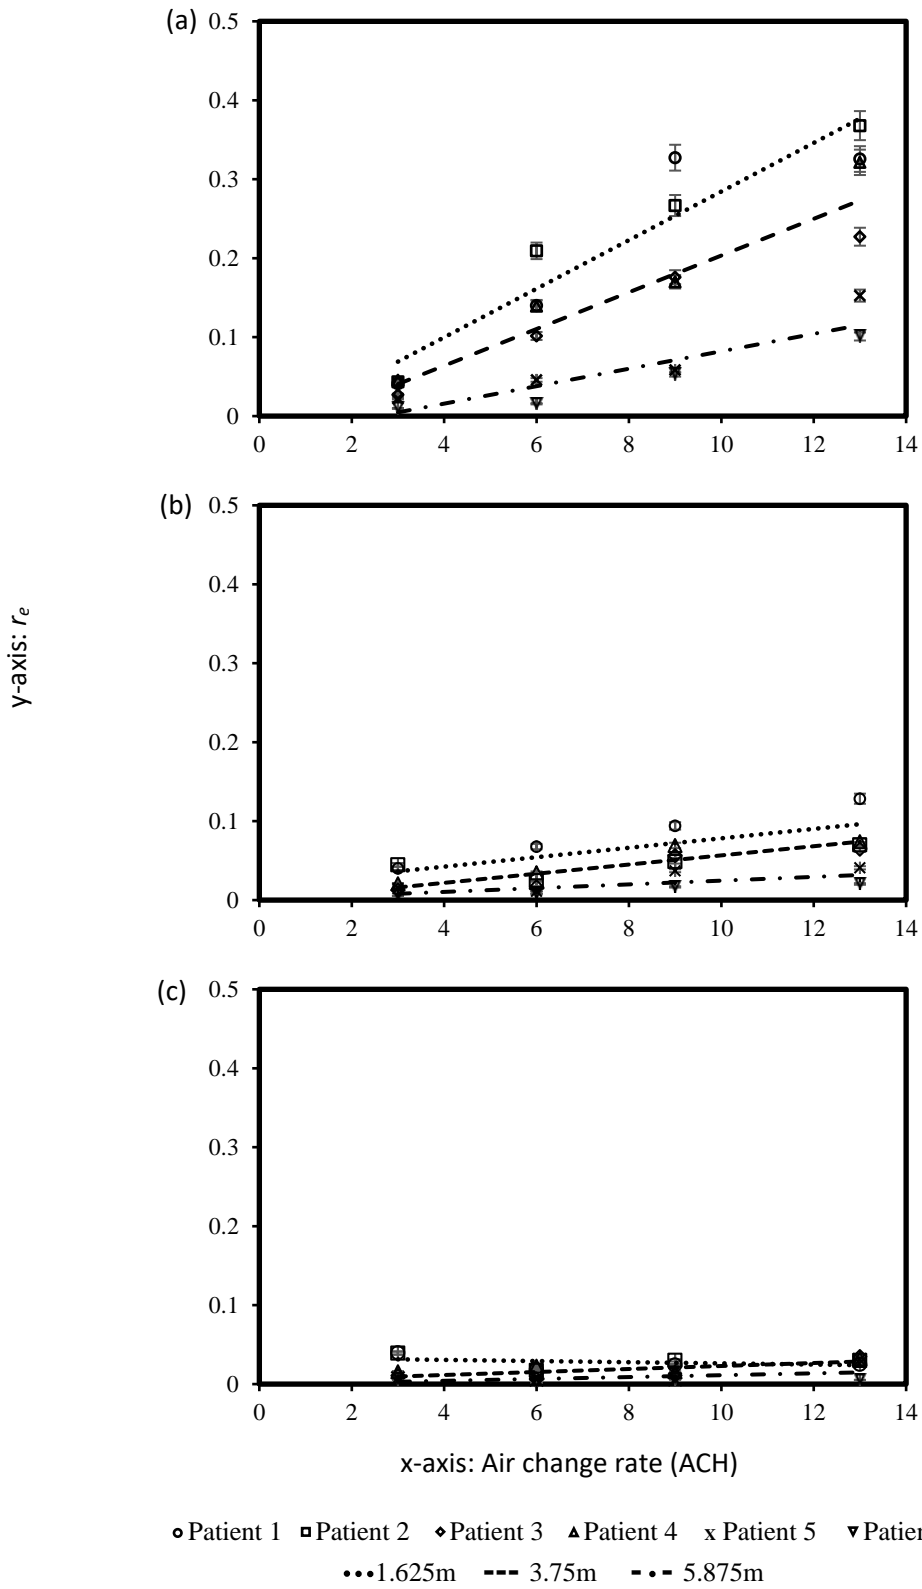 (a)
0.5
0.4
0.3
0.2
0.1
0
0 2 4 6 8 10 12 14
(b)
0.5
0.4
0.3
0.2
0.1
0
0 2 4 6 8 10 12 14
y-axis: re
(c)
0.5
0.4
0.3
0.2
0.1
0
0 2 4 6 8 10 12 14
x-axis: Air change rate (ACH)
Patient 1 Patient 2 Patient 3 Patient 4 x Patient 5 Patien
1.625m 3.75m 5.875m